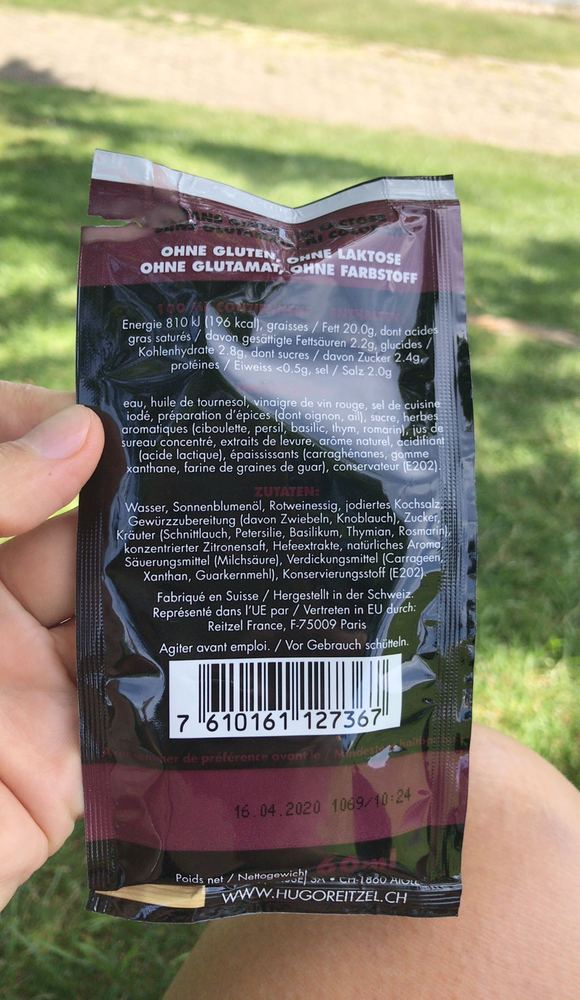 OHNE GLUTEN, OHNE LAKTOSE
OHNE GLUTAMAT, OHNE FARBSTOFF
Energie 810 kJ (196 kcal), graisses / Fett 20.0g, dont acides
gras saturés / davon gesättigte Fettsäuren 2.2g, glucides /
Kohlenhydrate 2.8g, dont sucres / davon Zucker 2.4g,
protéines / Eiweiss <0.5g, sel / Salz 2.0g
eau, huile de tournesol, vinaigre de vin rouge, sel de cuisine
iodé, préparation d'épices (dont oignon, ail), sucre, herbes
aromatiques (ciboulette, persil, basilic, thym, romarin), jus de
sureau concentré, extraits de levure, arôme naturel, acidifiant
(acide lactique), épaississants (carraghénanes, gomme
xanthane, farine de graines de guar), conservateur (E202).
ZUTATEN:
Wasser, Sonnenblumenöl, Rotweinessig, jodiertes Kochsalz,
Gewürzzubereitung (davon Zwiebeln, Knoblauch), Zucker,
Kräuter (Schnittlauch, Petersilie, Basilikum, Thymian, Rosmarin),
konzentrierter Zitronensaft, Hefeextrakte, natürliches Aroma,
Säuerungsmittel (Milchsäure), Verdickungsmittel (Carrageen,
Xanthan, Guarkernmehl), Konservierungsstoff (E202).
Fabriqué en Suisse / Hergestellt in der Schweiz.
Représenté dans l'UE par / Vertreten in EU durch:
Reitzel France, F-75009 Paris
Agiter avant emploi. / Vor Gebrauch schütteln.
7 610161 127367
de préférence avant le /
16.04.2020 1069/10:24
60 ml
Poids net / Nettogewicht
SA • CH-1860
WWW.HUGOREITZEL.CH